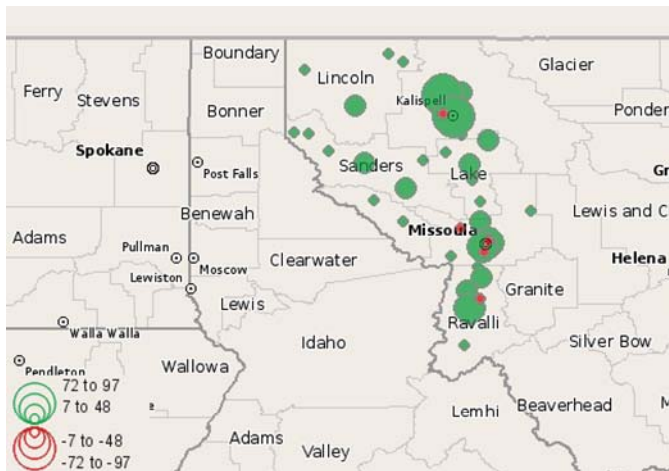 Boundary
Glacier
Lincoln
Ferry
Stevens
Kalispell
Bonner
Ponder
Spokane
Post Falls
Sanders
Lake
Gr
Benewah
Lewis and C
Adams
Missoula
Pullman
Moscow
Clearwater
Helena
Lewiston
Granite
Lewis
Walla Walla
Ravalli
Idaho
Silver Bow
Pendleton
Wallowa
72 to 97
7 to 48
e
Lemhi
Beaverhead
M
Adams
-7 to -48
-72 to -97
Valley